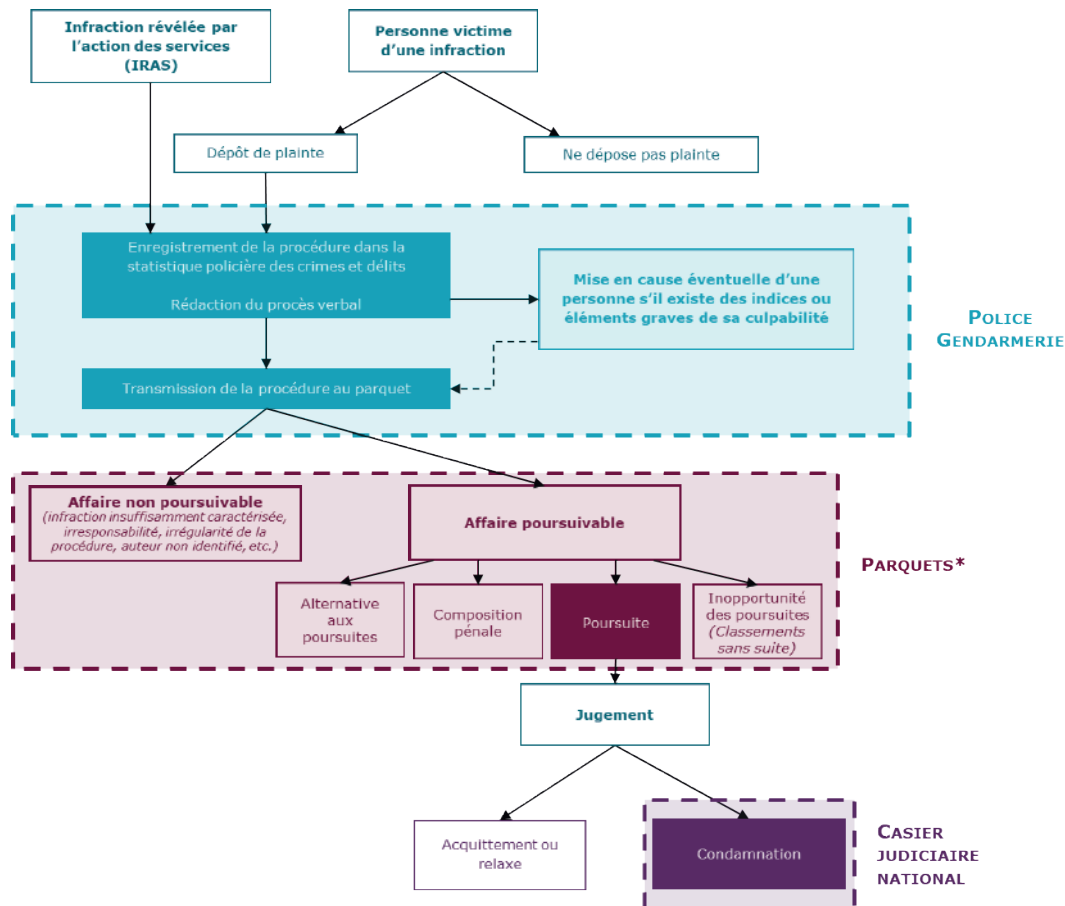 Infraction révélée par
l'action des services
(IRAS)
Personne victime
d'une infraction
Dépôt de plainte
Ne dépose pas plainte
Enregistrement de la procédure dans la
statistique policière des crimes et délits
Rédaction du procès verbal
Mise en cause éventuelle d'une
personne s'il existe des indices ou
éléments graves de sa culpabilité
POLICE
GENDARMERIE
Transmission de la procédure au parquet
Affaire non poursuivable
(infraction insuffisamment caractérisée,
irresponsabilité, irrégularité de la
procédure, auteur non identifié, etc.)
Affaire poursuivable
PARQUETS*
Alternative
aux
poursuites
Composition
pénale
Poursuite
Inopportunité
des poursuites
(Classements
sans suite)
Jugement
Acquittement ou
relaxe
Condamnation
CASIER
JUDICIAIRE
NATIONAL